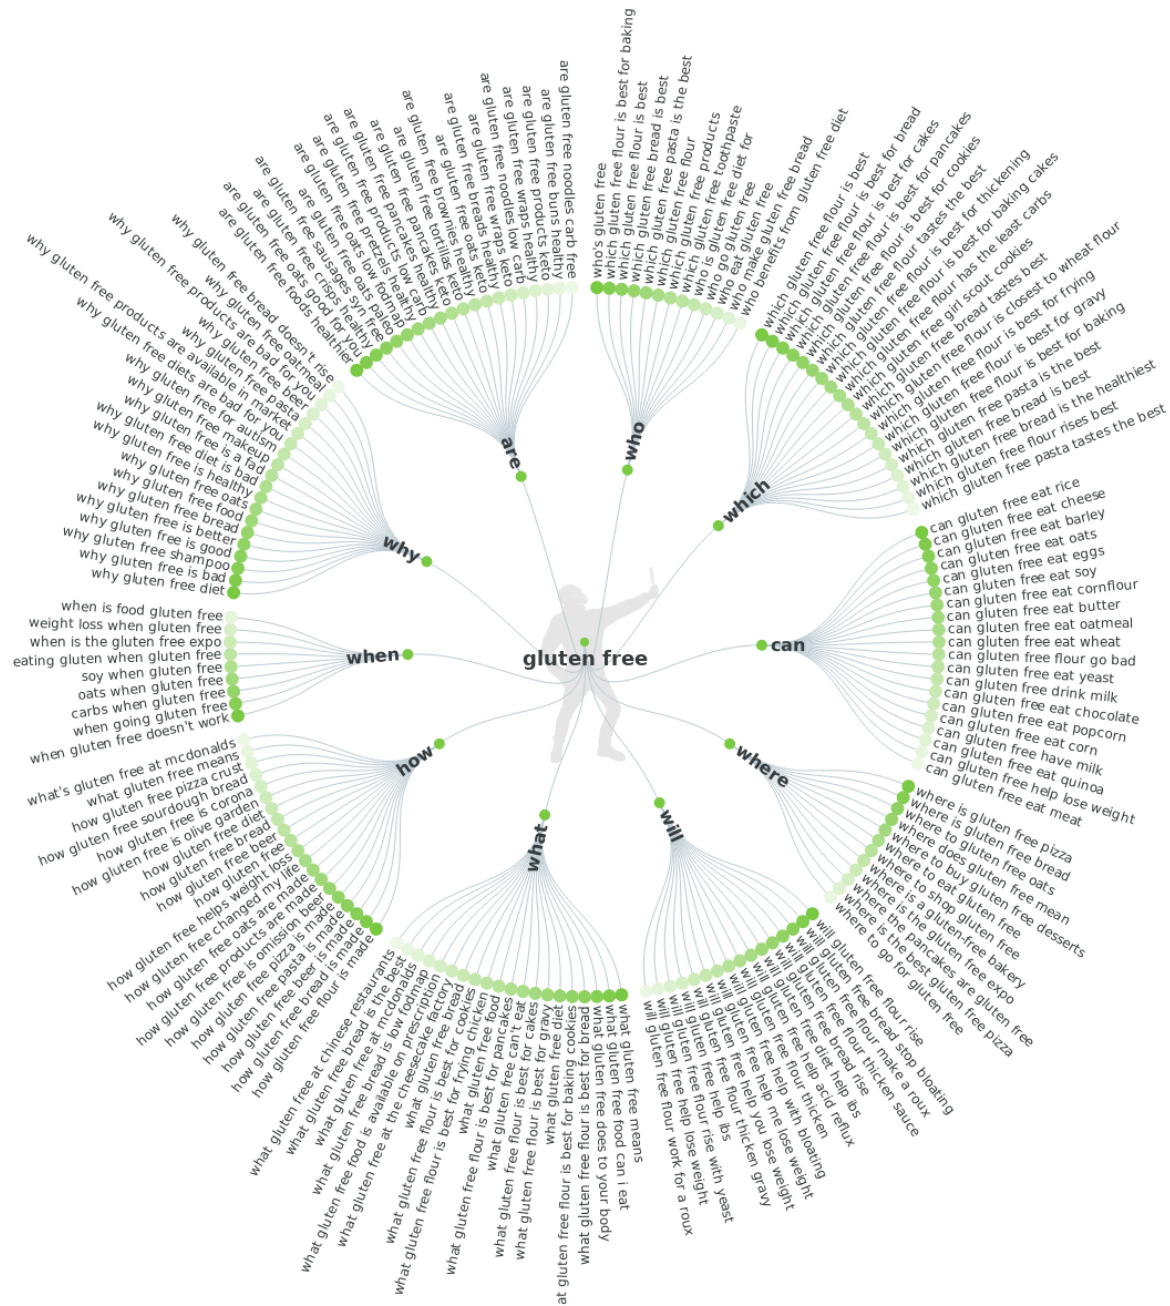 gluten free
are
are gluten free foods healthier
are gluten free oats good for you
are gluten free crisps healthy
are gluten free sausages syn free
are gluten free oats paleo
are gluten free oats low fodmap
are gluten free pretzels healthy
are gluten free products low carb
are gluten free pancakes healthy
are gluten free pancakes keto
are gluten free tortillas keto
are gluten free brownies healthy
are gluten free oats keto
are gluten free breads healthy
are gluten free wraps keto
are gluten free noodles low carb
are gluten free wraps healthy
are gluten free products keto
are gluten free buns healthy
are gluten free noodles carb free
who
who's gluten free
which gluten free flour is best for baking
which gluten free flour is best
which gluten free bread is best
which gluten free pasta is the best
which gluten free flour
which gluten free products
which gluten free toothpaste
who is gluten free diet for
who go gluten free
who eat gluten free
who make gluten free bread
who benefits from gluten free diet
which
which gluten free flour is best
which gluten free flour is best for bread
which gluten free flour is best for cakes
which gluten free flour is best for pancakes
which gluten free flour is best for cookies
which gluten free flour tastes the best
which gluten free flour is best for thickening
which gluten free flour is best for baking cakes
which gluten free flour has the least carbs
which gluten free girl scout cookies
which gluten free bread tastes best
which gluten free flour is closest to wheat flour
which gluten free flour is best for frying
which gluten free flour is best for gravy
which gluten free flour is best for baking
which gluten free pasta is the best
which gluten free bread is best
which gluten free bread is the healthiest
which gluten free flour rises best
which gluten free pasta tastes the best
can
can gluten free eat rice
can gluten free eat cheese
can gluten free eat barley
can gluten free eat oats
can gluten free eat eggs
can gluten free eat soy
can gluten free eat cornflour
can gluten free eat butter
can gluten free eat oatmeal
can gluten free eat wheat
can gluten free flour go bad
can gluten free eat yeast
can gluten free drink milk
can gluten free eat chocolate
can gluten free eat popcorn
can gluten free eat corn
can gluten free have milk
can gluten free eat quinoa
can gluten free help lose weight
can gluten free eat meat
where
where is gluten free pizza
where is gluten free bread
where to gluten free oats
where does gluten free mean
where to buy gluten free desserts
where to eat gluten free
where to shop gluten free
where is a gluten-free bakery
where is the gluten free expo
where the pancakes are gluten free
where is the best gluten free pizza
where to go for gluten free
will
will gluten free flour rise
will gluten free bread stop bloating
will gluten free flour make a roux
will gluten free flour thicken sauce
will gluten free bread rise
will gluten free diet help ibs
will gluten free help acid reflux
will gluten free flour thicken
will gluten free help with bloating
will gluten free help me lose weight
will gluten free help you lose weight
will gluten free flour thicken gravy
will gluten free help ibs
will gluten free flour rise with yeast
will gluten free help lose weight
will gluten free flour work for a roux
what
what gluten free means
what gluten free food can i eat
what gluten free does to your body
what gluten free flour is best for bread
at gluten free flour is best for baking cookies
what gluten free diet
what gluten free flour is best for gravy
what gluten free flour is best for cakes
what gluten free can't eat
what gluten free flour is best for pancakes
what gluten free food
what gluten free flour is best for frying chicken
what gluten free flour is best for cookies
what gluten free bread
what gluten free at the cheesecake factory
what gluten free food is available on prescription
what gluten free bread is low fodmap
what gluten free at mcdonalds
what gluten free bread is the best
what gluten free at chinese restaurants
how
how gluten free flour is made
how gluten free bread is made
how gluten free beer is made
how gluten free pasta is made
how gluten free pizza is made
how gluten free is omission beer
how gluten free products are made
how gluten free oats are made
how gluten free changed my life
how gluten free helps weight loss
how gluten free
how gluten free beer
how gluten free bread
how gluten free diet
how gluten free is olive garden
how gluten free is corona
how gluten free sourdough bread
how gluten free pizza crust
what gluten free means
what's gluten free at mcdonalds
when
when gluten free doesn't work
when going gluten free
carbs when gluten free
oats when gluten free
soy when gluten free
eating gluten when gluten free
when is the gluten free expo
weight loss when gluten free
when is food gluten free
why
why gluten free diet
why gluten free is bad
why gluten free shampoo
why gluten free is good
why gluten free is better
why gluten free bread
why gluten free food
why gluten free oats
why gluten free is healthy
why gluten free diet is bad
why gluten free is a fad
why gluten free makeup
why gluten free for autism
why gluten free diets are bad for you
why gluten free products are available in market
why gluten free pasta
why gluten free beer
why gluten free products are bad for you
why gluten free oatmeal
why gluten free bread doesn't rise